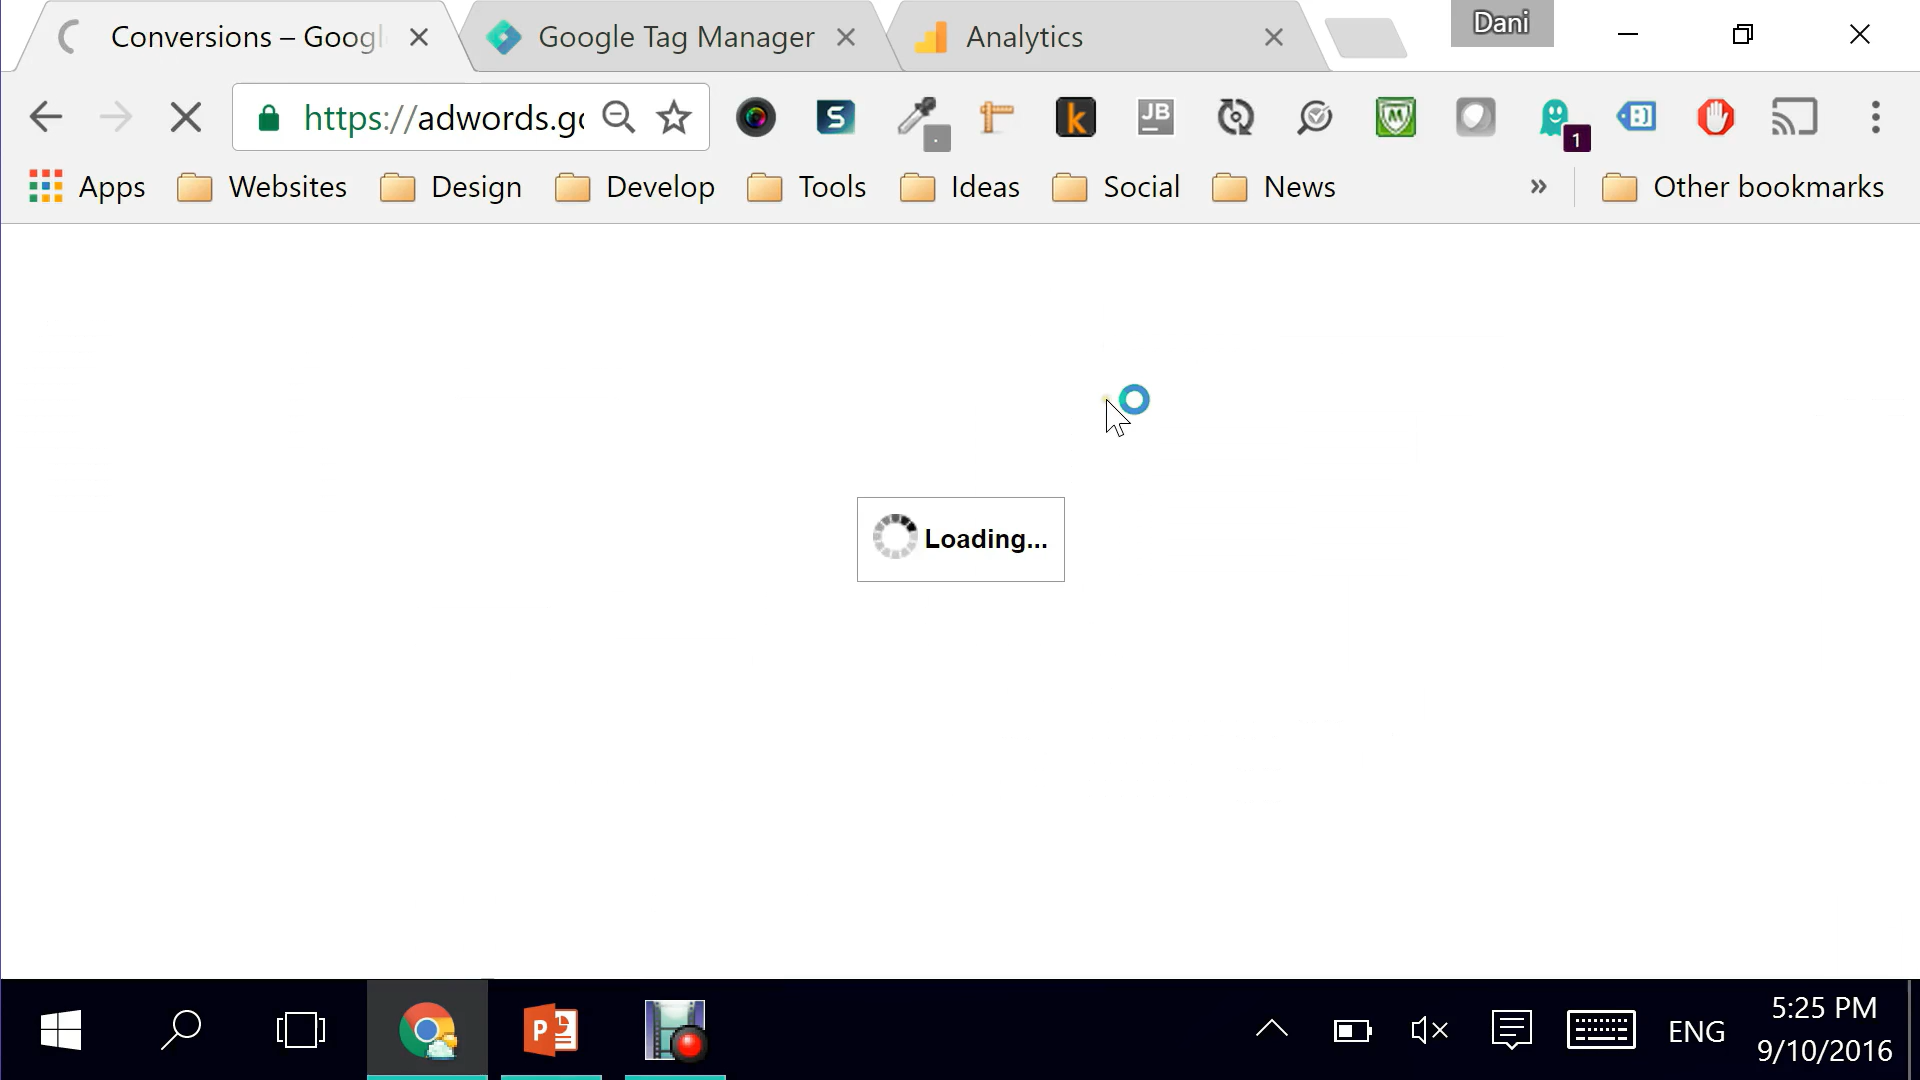 Conversions – Googl
Google Tag Manager
Analytics
Dani
https://adwords.go
S
k
JB
M
1
Apps
Websites
Design
Develop
Tools
Ideas
Social
News
»
Other bookmarks
Loading...
P
ENG
5:25 PM
9/10/2016